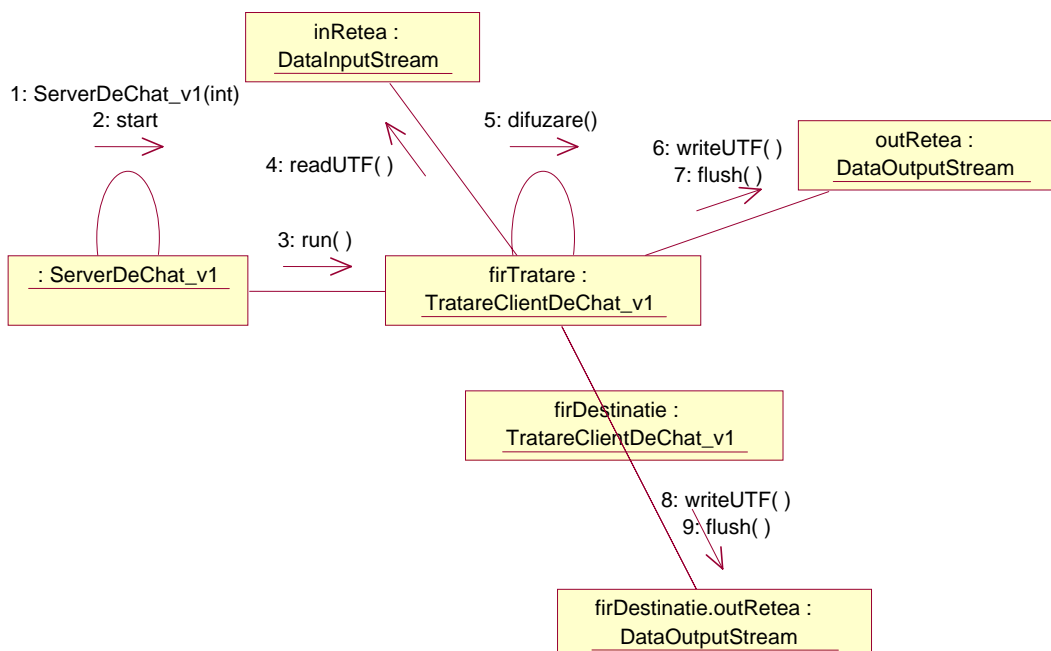 inRetea :
DataInputStream
1: ServerDeChat_v1(int)
2: start
5: difuzare()
4: readUTF( )
6: writeUTF( )
7: flush( )
outRetea :
DataOutputStream
3: run( )
: ServerDeChat_v1
firTratare :
TratareClientDeChat_v1
firDestinatie :
TratareClientDeChat_v1
8: writeUTF( )
9: flush( )
firDestinatie.outRetea :
DataOutputStream